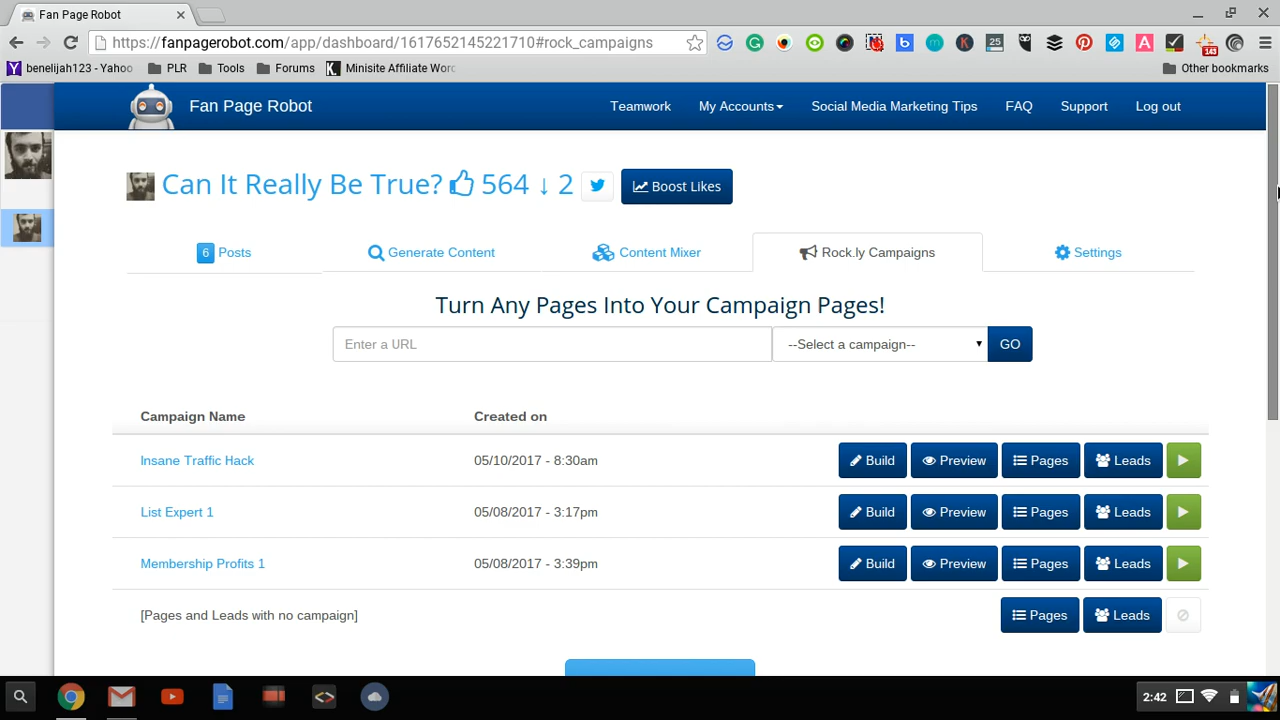 Fan Page Robot
https://fanpagerobot.com/app/dashboard/1617652145221710#rock_campaigns
25
143
benelijah123 - Yahoo
PLR
Tools
Forums
Minisite Affiliate Word
Other bookmarks
Fan Page Robot
Teamwork
My Accounts
Social Media Marketing Tips
FAQ
Support
Log out
Can It Really Be True? 564 ↓ 2
Boost Likes
6 Posts
Generate Content
Content Mixer
Rock.ly Campaigns
Settings
Turn Any Pages Into Your Campaign Pages!
Enter a URL
--Select a campaign--
GO
Campaign Name Created on
Insane Traffic Hack 05/10/2017 - 8:30am Build Preview Pages Leads
List Expert 1 05/08/2017 - 3:17pm Build Preview Pages Leads
Membership Profits 1 05/08/2017 - 3:39pm Build Preview Pages Leads
[Pages and Leads with no campaign] Pages Leads
2:42